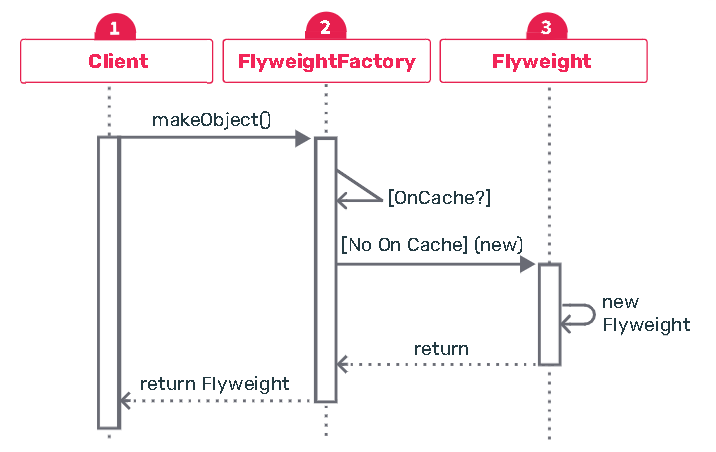 1
2
3
Client
FlyweightFactory
Flyweight
makeObject()
[OnCache?]
[No On Cache] (new)
new
Flyweight
return
return Flyweight